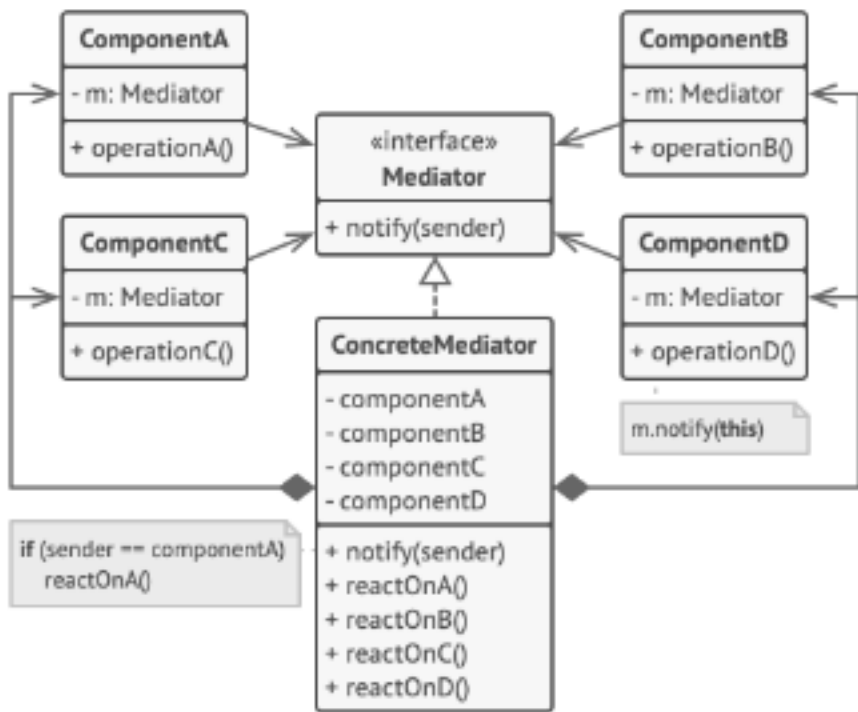 ComponentA
- m: Mediator
+ operationA()
ComponentB
- m: Mediator
+ operationB()
«interface»
Mediator
+ notify(sender)
ComponentC
- m: Mediator
+ operationC()
ComponentD
- m: Mediator
+ operationD()
m.notify(this)
ConcreteMediator
- componentA
- componentB
- componentC
- componentD
+ notify(sender)
+ reactOnA()
+ reactOnB()
+ reactOnC()
+ reactOnD()
if (sender == componentA)
reactOnA()